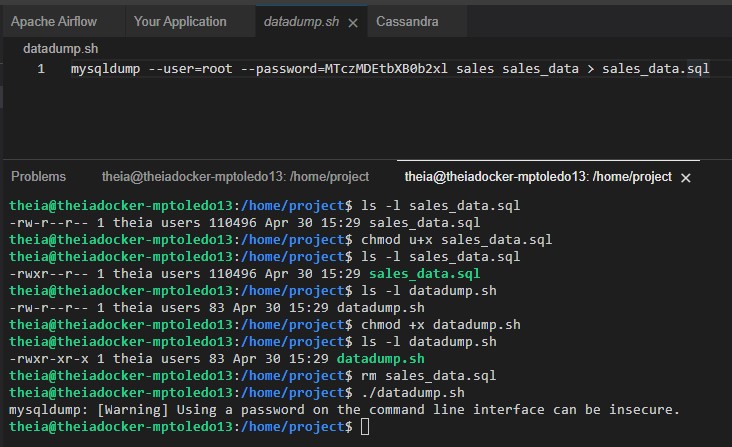 Apache Airflow Your Application datadump.sh × Cassandra
datadump.sh
1 mysqldump --user=root --password=MTczMDEtbXB0b2xl sales sales_data > sales_data.sql
Problems theia@theiadocker-mptoledo13: /home/project theia@theiadocker-mptoledo13: /home/project ×
theia@theiadocker-mptoledo13:/home/project$ ls -l sales_data.sql
-rw-r--r-- 1 theia users 110496 Apr 30 15:29 sales_data.sql
theia@theiadocker-mptoledo13:/home/project$ chmod u+x sales_data.sql
theia@theiadocker-mptoledo13:/home/project$ ls -l sales_data.sql
-rwxr--r-- 1 theia users 110496 Apr 30 15:29 sales_data.sql
theia@theiadocker-mptoledo13:/home/project$ ls -l datadump.sh
-rw-r--r-- 1 theia users 83 Apr 30 15:29 datadump.sh
theia@theiadocker-mptoledo13:/home/project$ chmod +x datadump.sh
theia@theiadocker-mptoledo13:/home/project$ ls -l datadump.sh
-rwxr-xr-x 1 theia users 83 Apr 30 15:29 datadump.sh
theia@theiadocker-mptoledo13:/home/project$ rm sales_data.sql
theia@theiadocker-mptoledo13:/home/project$ ./datadump.sh
mysqldump: [Warning] Using a password on the command line interface can be insecure.
theia@theiadocker-mptoledo13:/home/project$